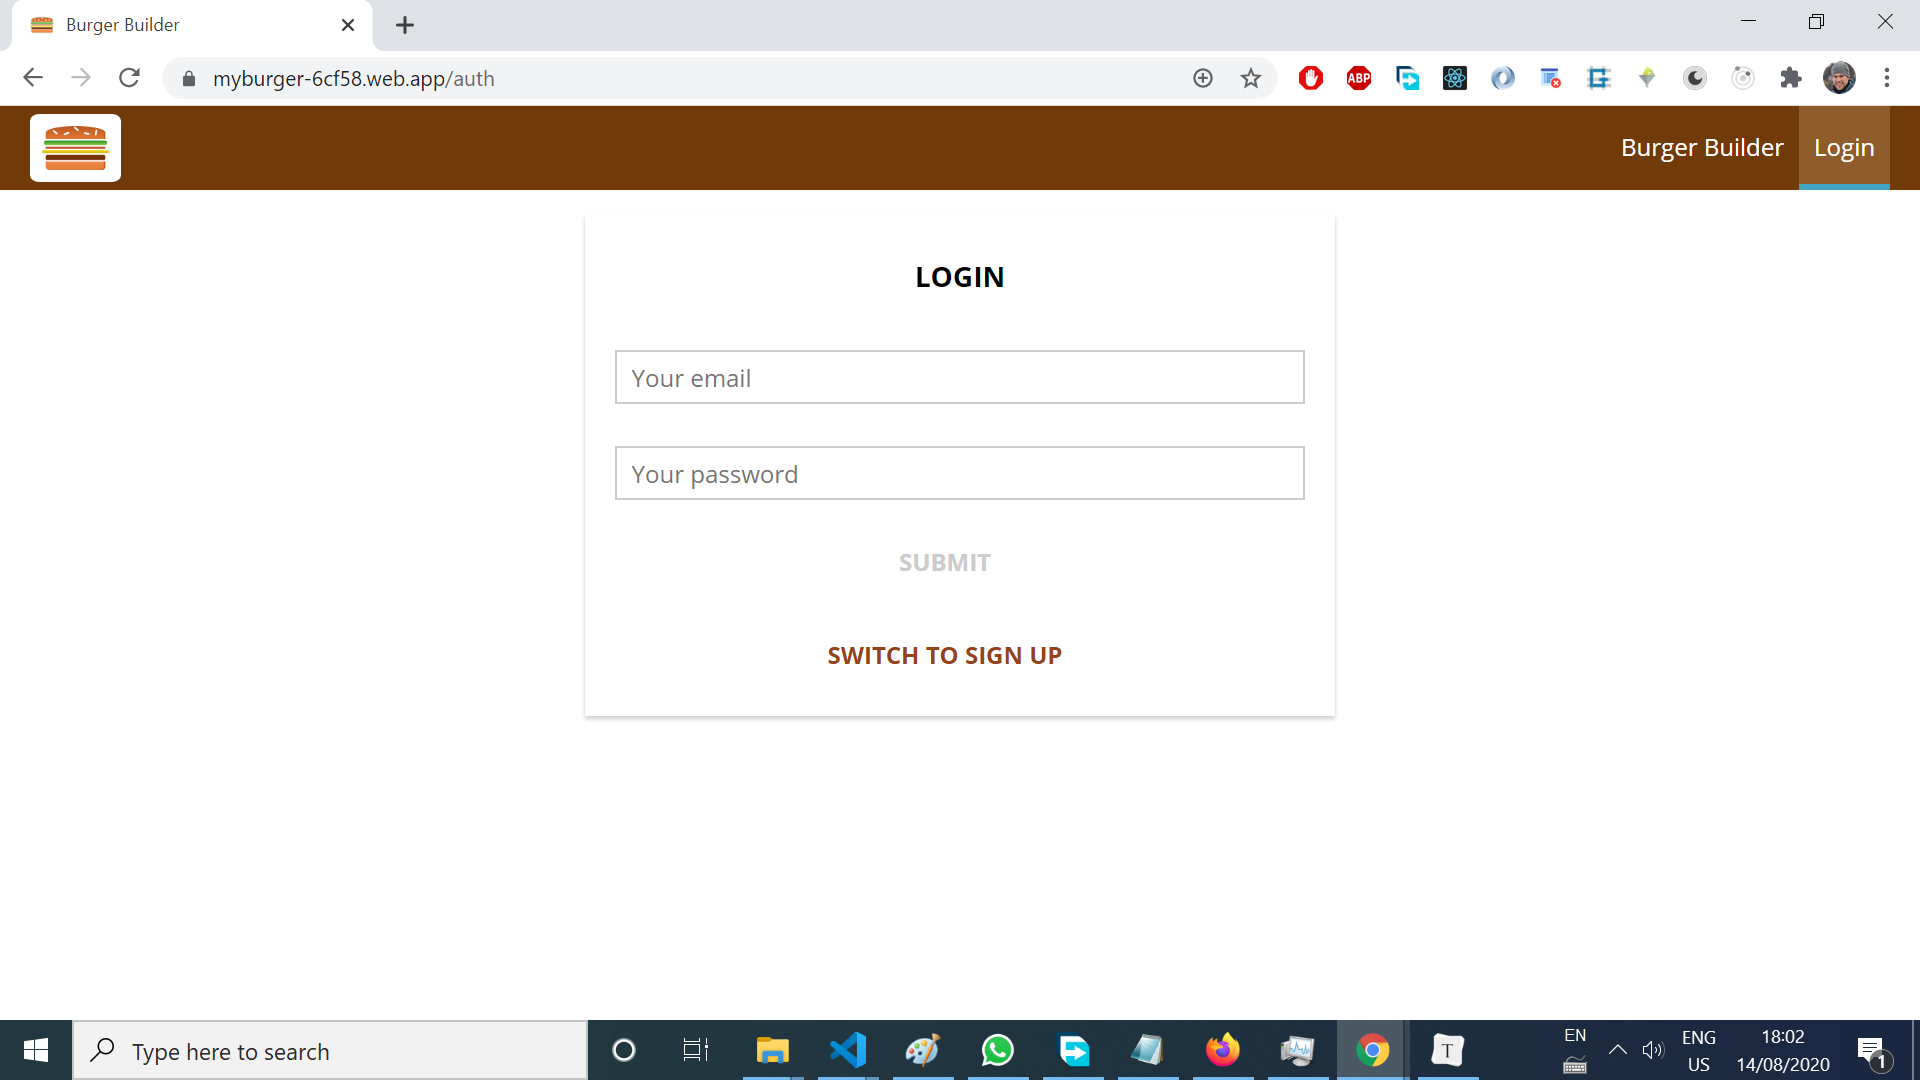 Burger Builder
myburger-6cf58.web.app/auth
ABP
Burger Builder
Login
LOGIN
Your email
Your password
SUBMIT
SWITCH TO SIGN UP
Type here to search
T
EN
ENG
US
18:02
14/08/2020
1